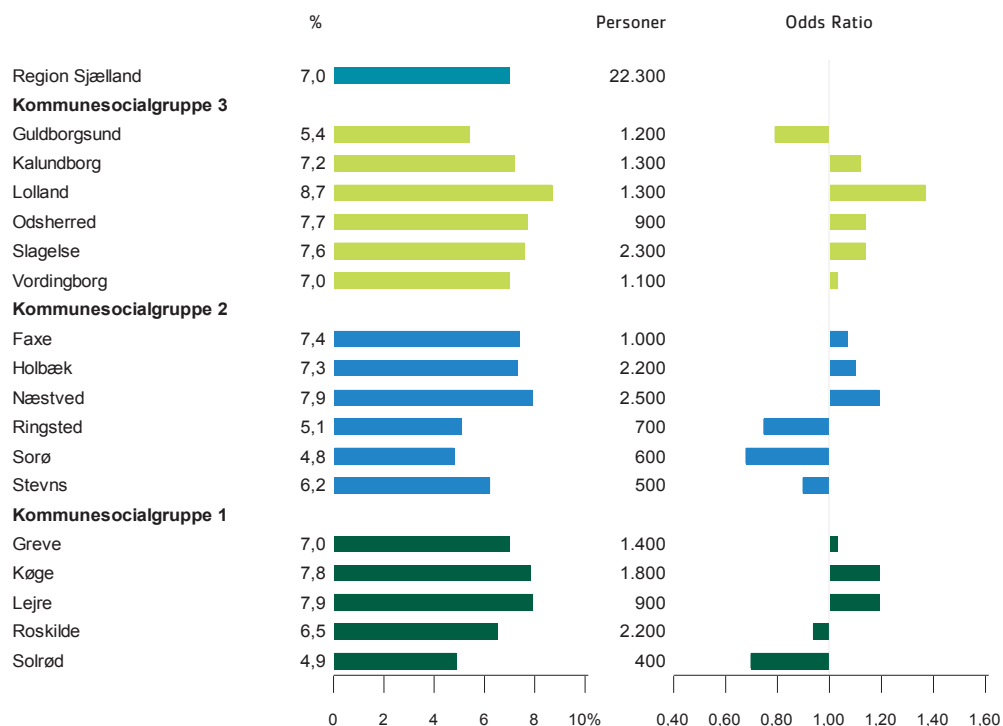 % Personer Odds Ratio
Region Sjælland 7,0 22.300
Kommunesocialgruppe 3
Guldborgsund 5,4 1.200
Kalundborg 7,2 1.300
Lolland 8,7 1.300
Odsherred 7,7 900
Slagelse 7,6 2.300
Vordingborg 7,0 1.100
Kommunesocialgruppe 2
Faxe 7,4 1.000
Holbæk 7,3 2.200
Næstved 7,9 2.500
Ringsted 5,1 700
Sorø 4,8 600
Stevns 6,2 500
Kommunesocialgruppe 1
Greve 7,0 1.400
Køge 7,8 1.800
Lejre 7,9 900
Roskilde 6,5 2.200
Solrød 4,9 400
0 2 4 6 8 10% 0,40 0,60 0,80 1,00 1,20 1,40 1,60